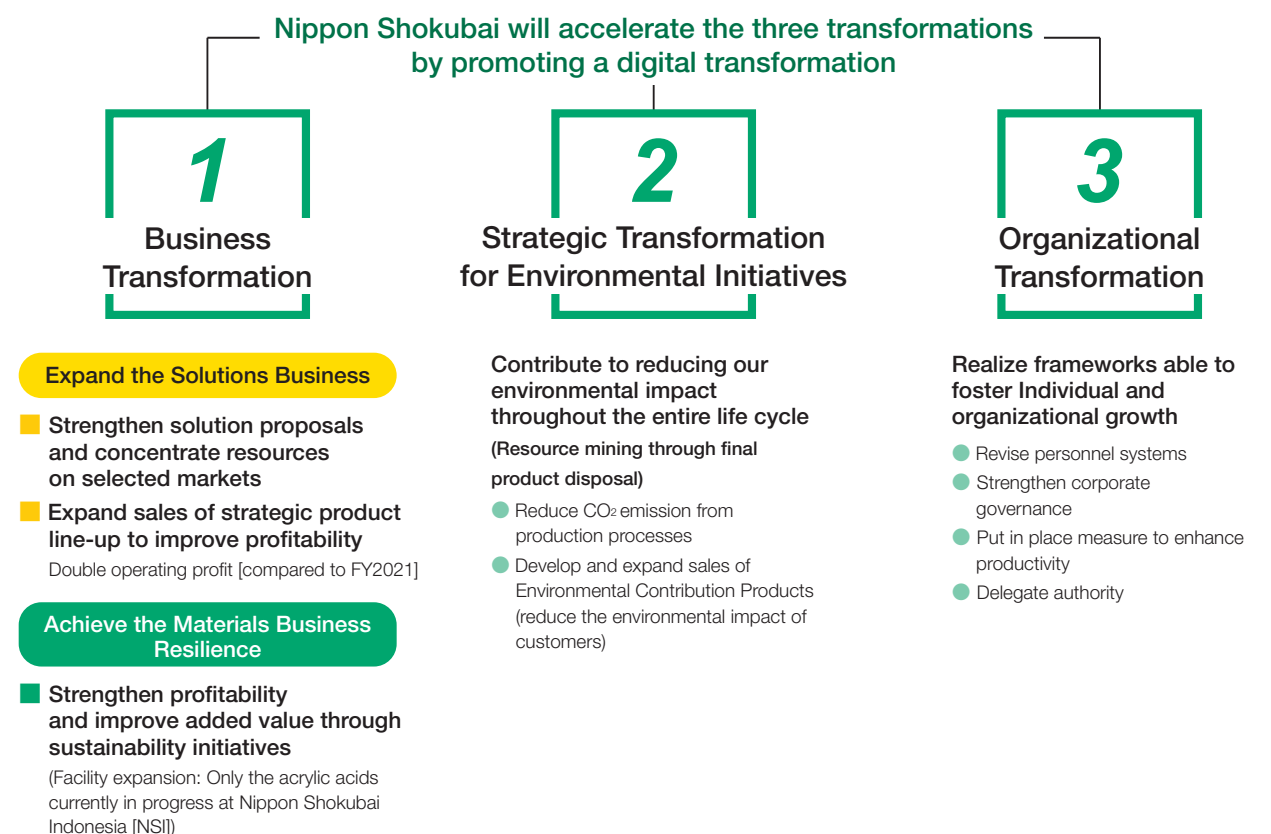 Nippon Shokubai will accelerate the three transformations
by promoting a digital transformation
1
Business
Transformation
Expand the Solutions Business
Strengthen solution proposals
and concentrate resources
on selected markets
Expand sales of strategic product
line-up to improve profitability
Double operating profit [compared to FY2021]
Achieve the Materials Business
Resilience
Strengthen profitability
and improve added value through
sustainability initiatives
(Facility expansion: Only the acrylic acids
currently in progress at Nippon Shokubai
Indonesia [NSI])
2
Strategic Transformation
for Environmental Initiatives
Contribute to reducing our
environmental impact
throughout the entire life cycle
(Resource mining through final
product disposal)
Reduce CO₂ emission from
production processes
Develop and expand sales of
Environmental Contribution Products
(reduce the environmental impact of
customers)
3
Organizational
Transformation
Realize frameworks able to
foster Individual and
organizational growth
Revise personnel systems
Strengthen corporate
governance
Put in place measure to enhance
productivity
Delegate authority